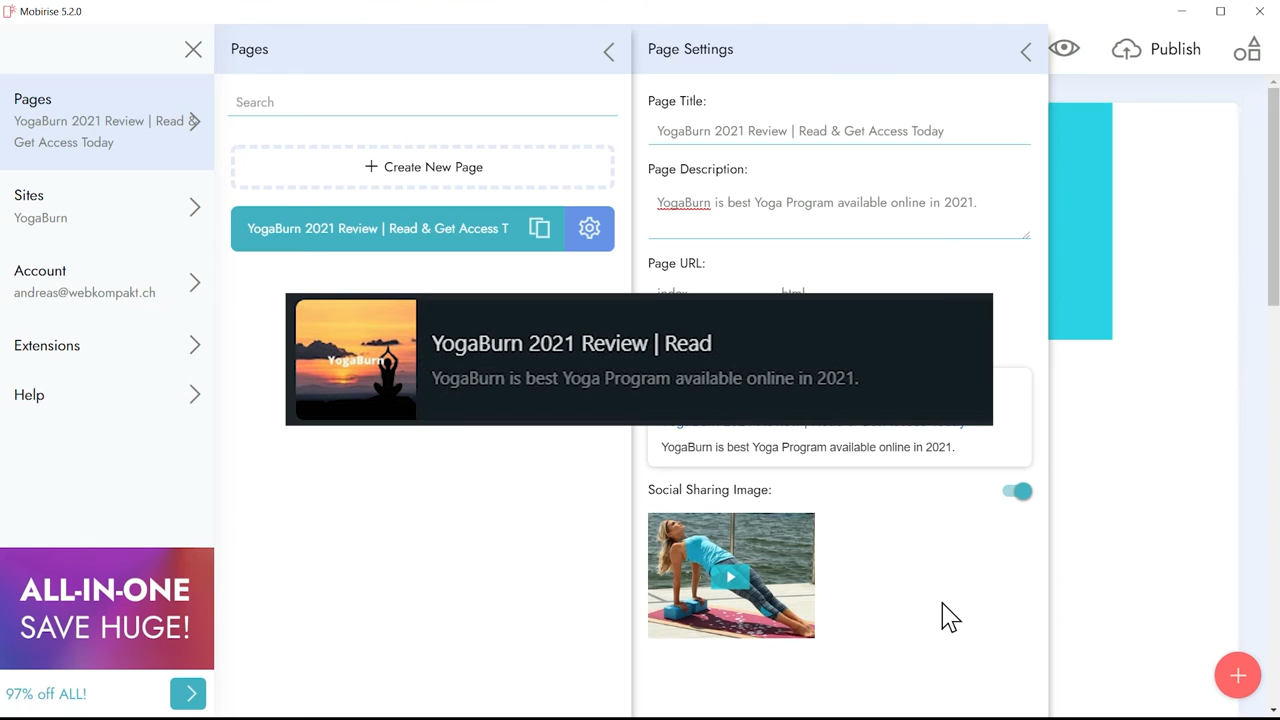 Mobirise 5.2.0
Pages
Page Settings
Publish
Pages
YogaBurn 2021 Review | Read &
Get Access Today
Sites
YogaBurn
Account
andreas@webkompakt.ch
Extensions
Help
ALL-IN-ONE
SAVE HUGE!
97% off ALL!
Search
+ Create New Page
YogaBurn 2021 Review | Read & Get Access T
Page Title:
YogaBurn 2021 Review | Read & Get Access Today
Page Description:
YogaBurn is best Yoga Program available online in 2021.
Page URL:
index html
YogaBurn
YogaBurn 2021 Review | Read
YogaBurn is best Yoga Program available online in 2021.
YogaBurn is best Yoga Program available online in 2021.
Social Sharing Image: